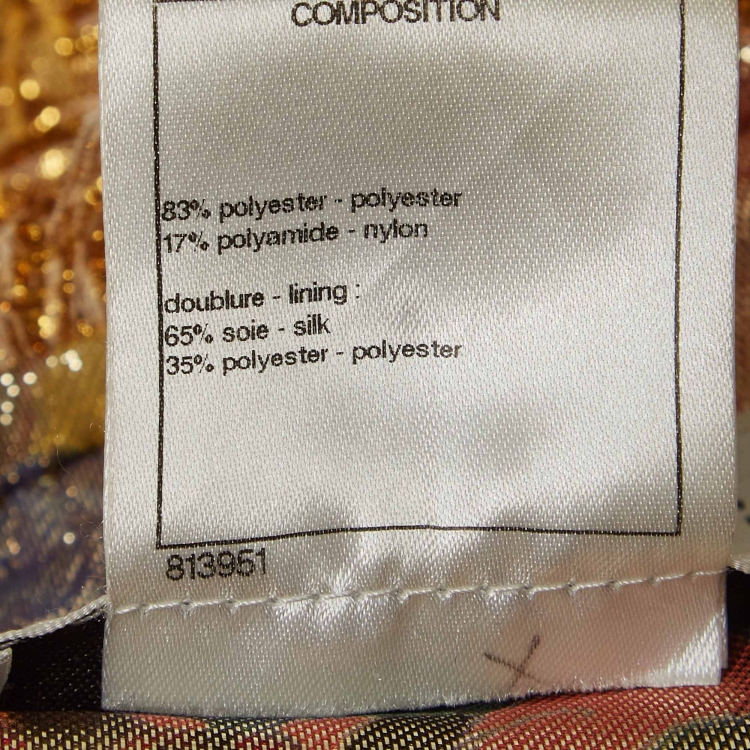 COMPOSITION
83% polyester - polyester
17% polyamide - nylon
doublure - lining :
65% soie - silk
35% polyester - polyester
813951